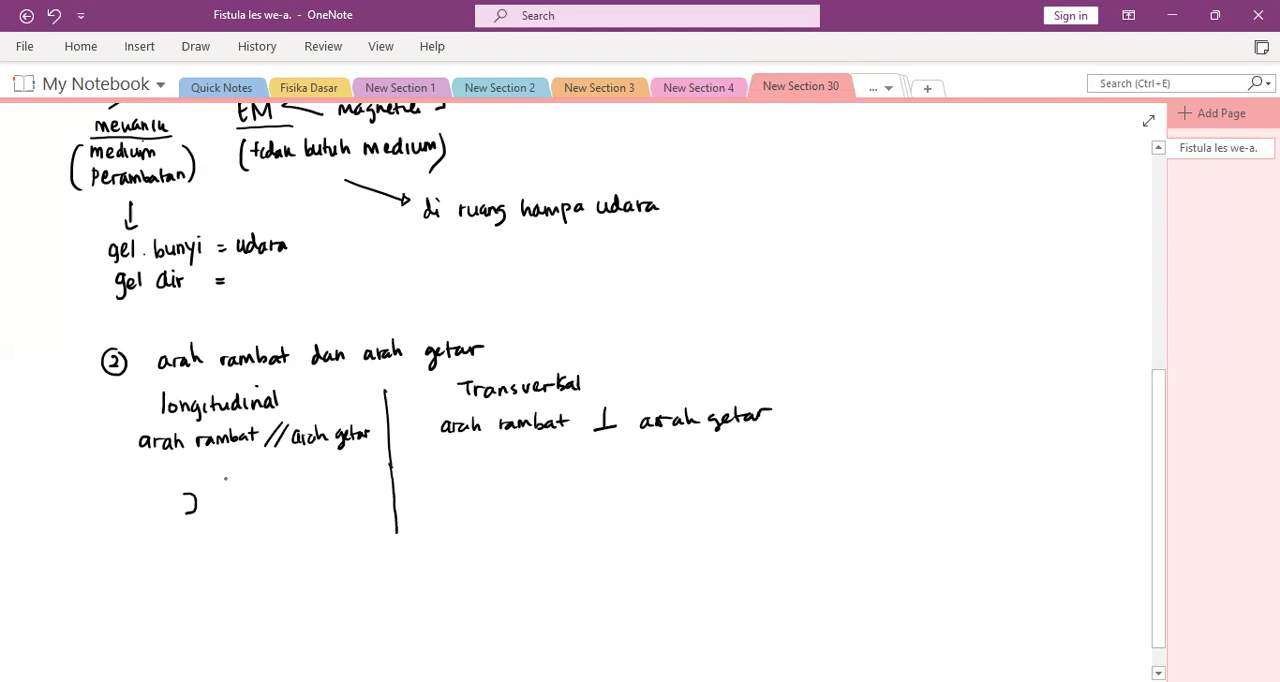 Fistula les we-a. - OneNote
Search
Sign in
File Home Insert Draw History Review View Help
My Notebook Quick Notes Fisika Dasar New Section 1 New Section 2 New Section 3 New Section 4 New Section 30 ... +
Search (Ctrl+E)
Add Page
Fistula les we-a.
EM magnetik
mekanik
(medium (tidak butuh medium)
perambatan)
di ruang hampa udara
gel. bunyi = udara
gel air =
② arah rambat dan arah getar
longitudinal Transversal
arah rambat // arah getar arah rambat ⊥ arah getar